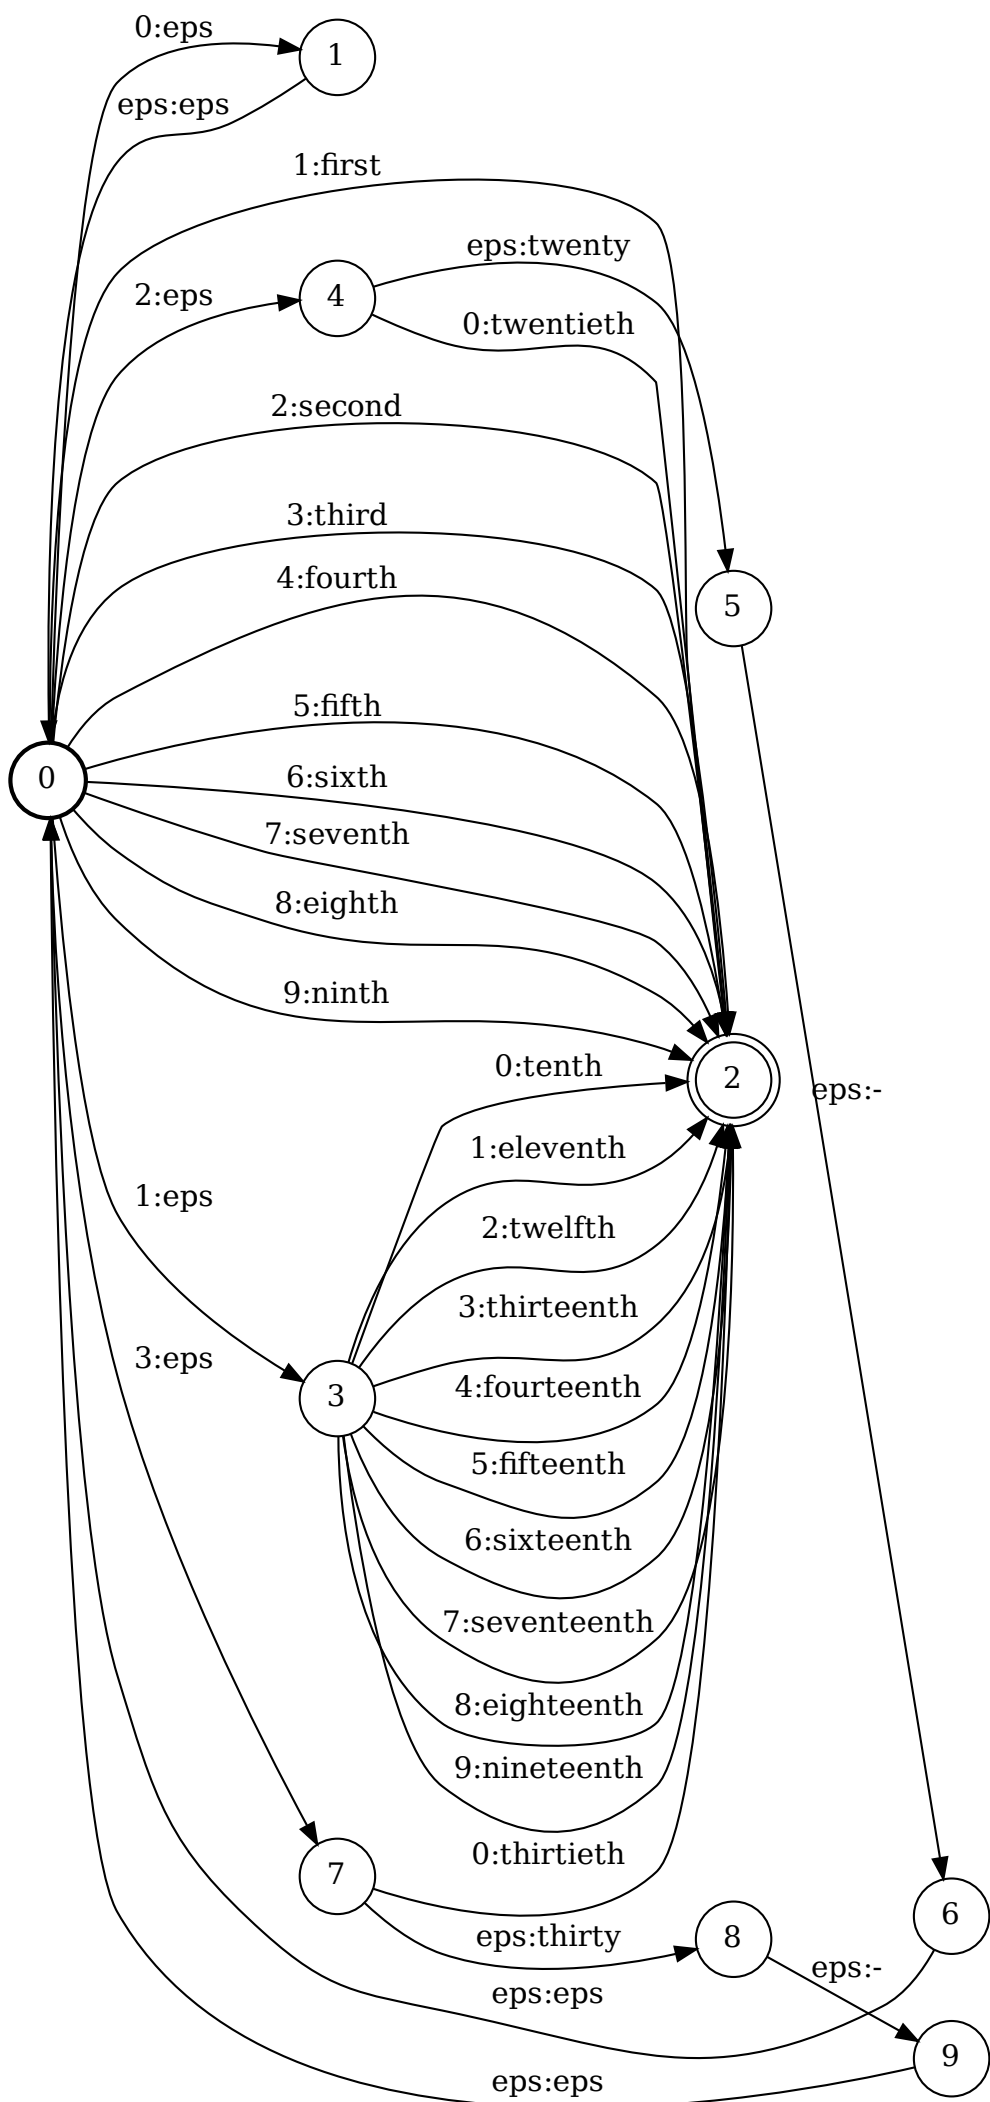 0:eps
1
eps:eps
1:first
eps:twenty
2:eps
4
0:twentieth
2:second
3:third
4:fourth
5
5:fifth
0
6:sixth
7:seventh
8:eighth
9:ninth
0:tenth
2
eps:-
1:eleventh
1:eps
2:twelfth
3:thirteenth
3:eps
4:fourteenth
3
5:fifteenth
6:sixteenth
7:seventeenth
8:eighteenth
9:nineteenth
0:thirtieth
7
6
eps:thirty
8
eps:-
eps:eps
9
eps:eps